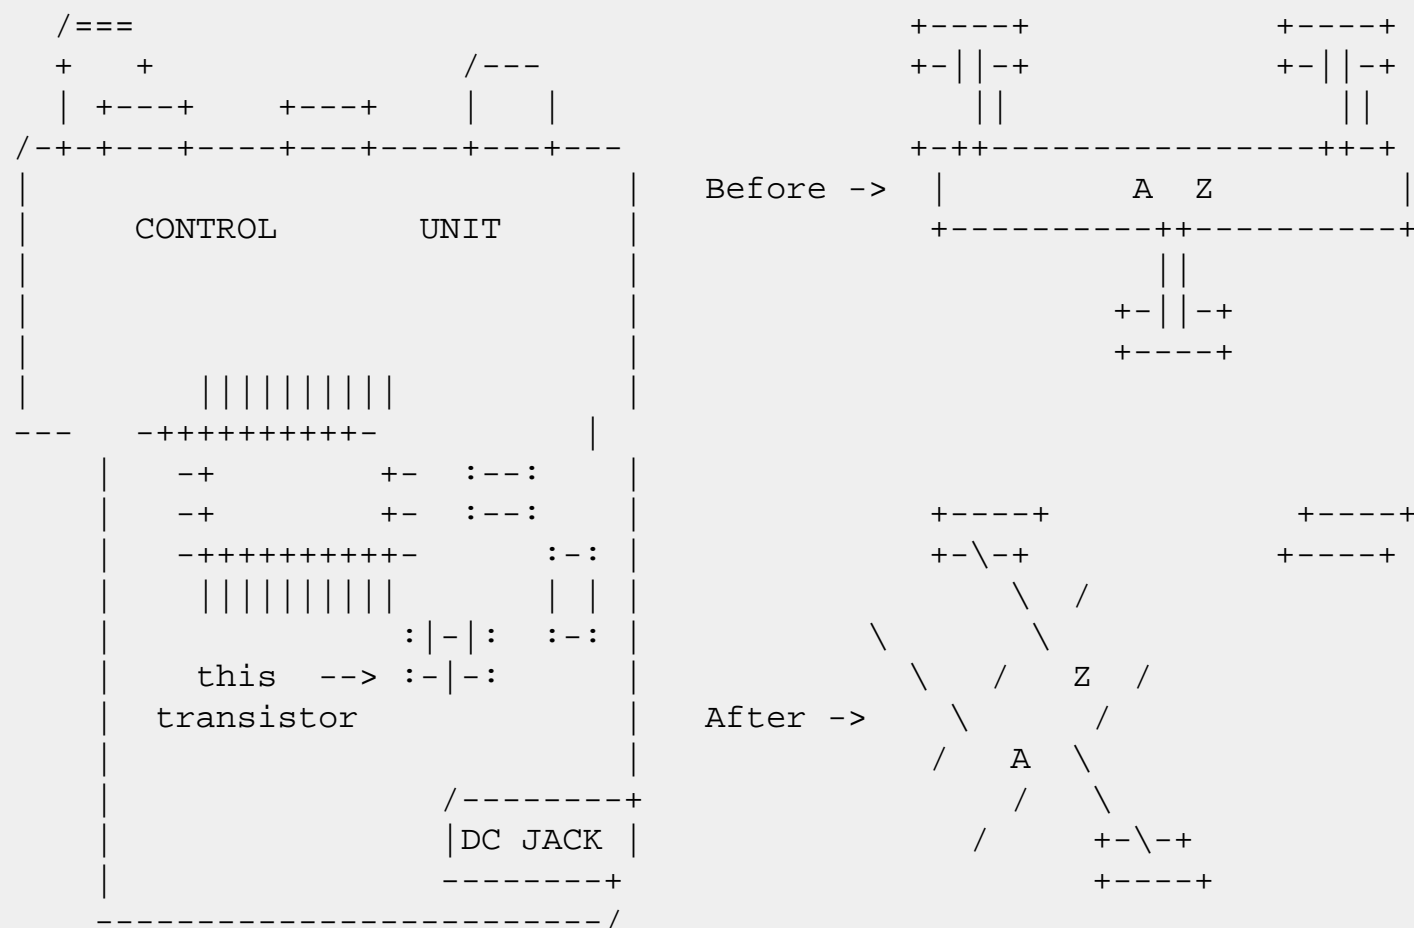 Before -> A Z
CONTROL UNIT
this -->
transistor
Z
After ->
A
DC JACK